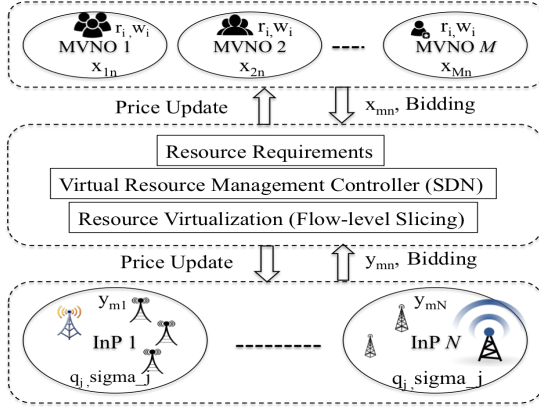 r_i,w_i r_i,w_i r_i,w_i
MVNO 1 MVNO 2 MVNO M
x_1n x_2n x_Mn
Price Update x_mn, Bidding
Resource Requirements
Virtual Resource Management Controller (SDN)
Resource Virtualization (Flow-level Slicing)
Price Update y_mn, Bidding
y_m1 y_mN
InP 1 InP N
q_j,sigma_j q_j,sigma_j